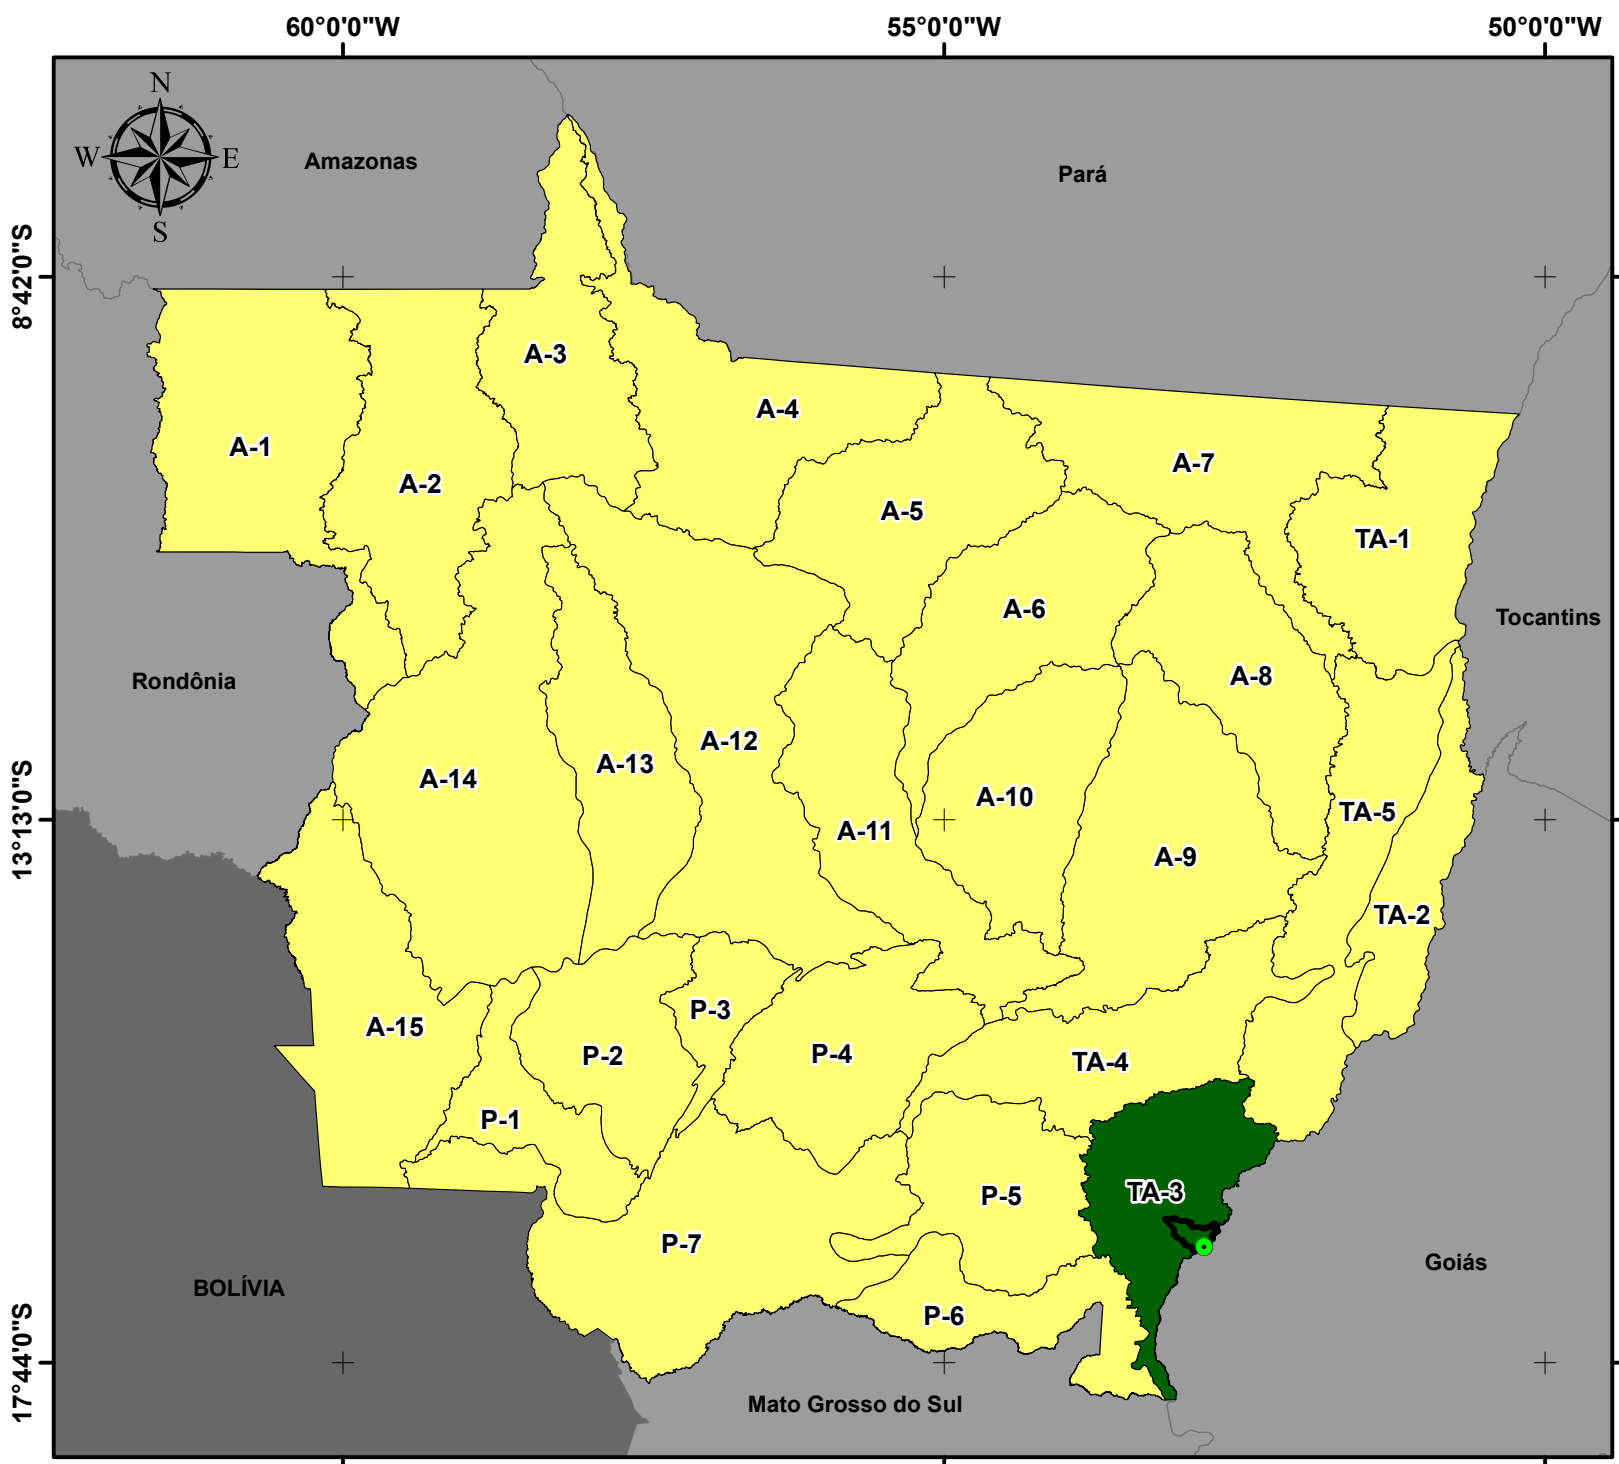 60°0'0"W 55°0'0"W 50°0'0"W
N
W E
S
Amazonas
Pará
8°42'0"S
A-3
A-4
A-1
A-7
A-2
A-5
TA-1
A-6
Tocantins
Rondônia
A-8
A-12
A-13
A-14
A-10
TA-5
A-11
13°13'0"S
A-9
TA-2
P-3
A-15
P-2
P-4
TA-4
P-1
TA-3
P-5
P-7
Goiás
BOLÍVIA
P-6
17°44'0"S
Mato Grosso do Sul